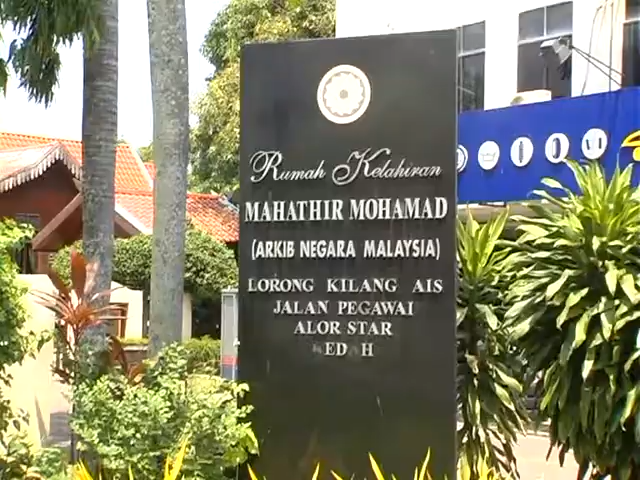 Rumah Kelahiran
MAHATHIR MOHAMAD
(ARKIB NEGARA MALAYSIA)
LORONG KILANG AIS
JALAN PEGAWAI
ALOR STAR
ED H